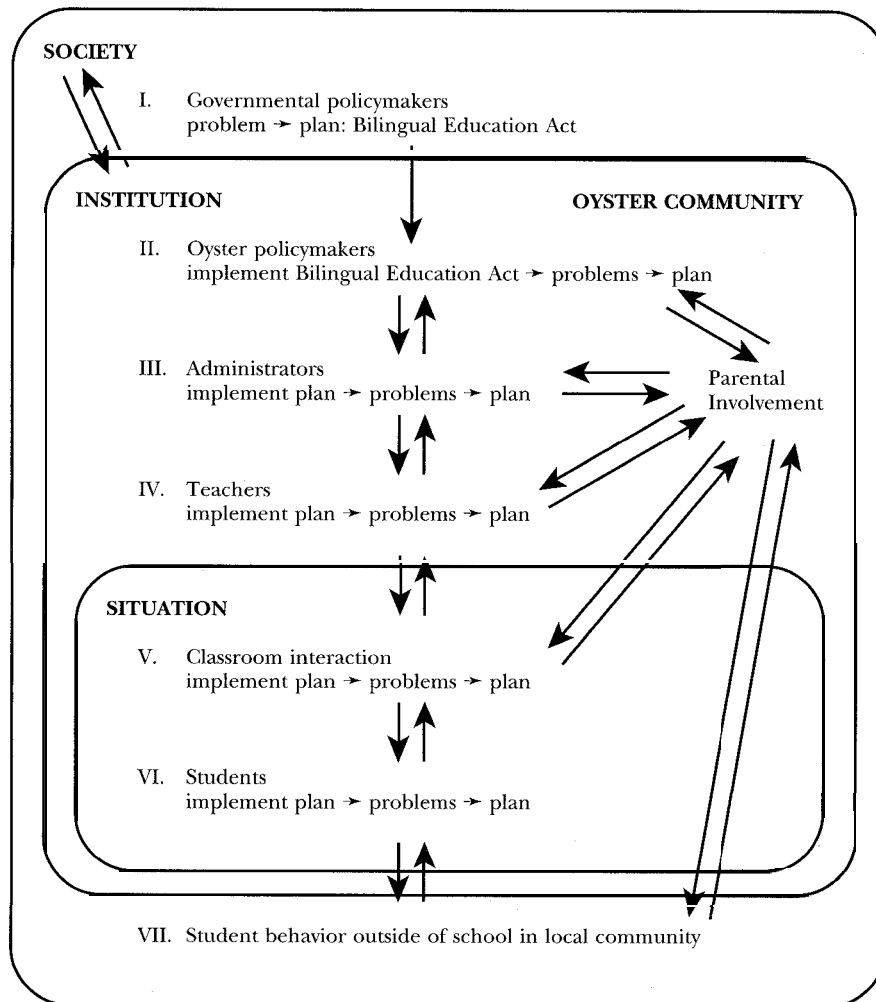 SOCIETY
I. Governmental policymakers
problem → plan: Bilingual Education Act
INSTITUTION OYSTER COMMUNITY
II. Oyster policymakers
implement Bilingual Education Act → problems → plan
III. Administrators
implement plan → problems → plan
Parental
Involvement
IV. Teachers
implement plan → problems → plan
SITUATION
V. Classroom interaction
implement plan → problems → plan
VI. Students
implement plan → problems → plan
VII. Student behavior outside of school in local community